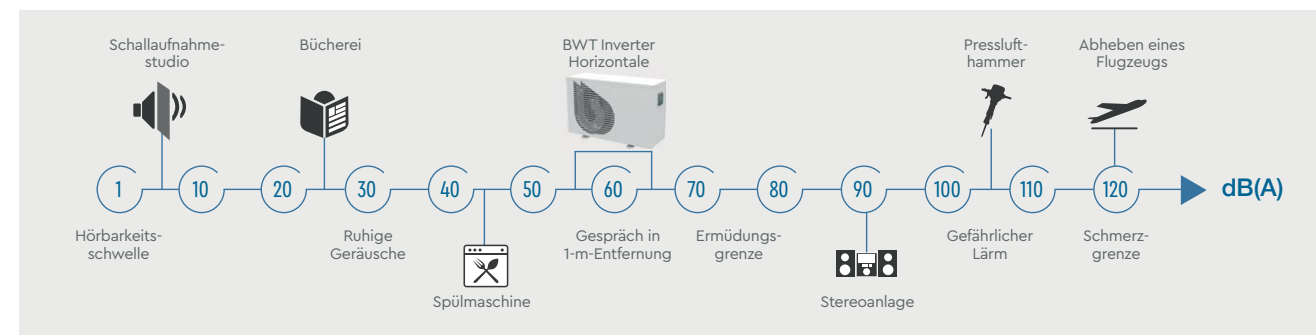 Schallaufnahme-
studio
Bücherei
BWT Inverter
Horizontale
Pressluft-
hammer
Abheben eines
Flugzeugs
1 10 20 30 40 50 60 70 80 90 100 110 120 dB(A)
Hörbarkeits-
schwelle
Ruhige
Geräusche
Spülmaschine
Gespräch in
1-m-Entfernung
Ermüdungs-
grenze
Stereoanlage
Gefährlicher
Lärm
Schmerz-
grenze